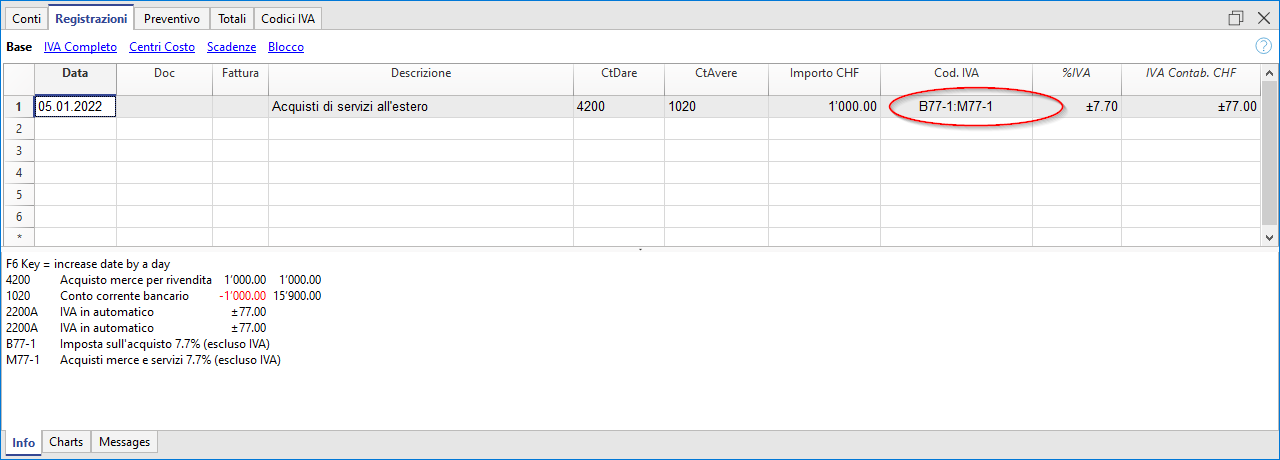 Conti Registrazioni Preventivo Totali Codici IVA
Base IVA Completo Centri Costo Scadenze Blocco ?
Data Doc Fattura Descrizione CtDare CtAvere Importo CHF Cod. IVA %IVA IVA Contab. CHF
1 05.01.2022 Acquisti di servizi all'estero 4200 1020 1'000.00 B77-1:M77-1 ±7.70 ±77.00
2
3
4
5
6
*
F6 Key = increase date by a day
4200 Acquisto merce per rivendita 1'000.00 1'000.00
1020 Conto corrente bancario -1'000.00 15'900.00
2200A IVA in automatico ±77.00
2200A IVA in automatico ±77.00
B77-1 Imposta sull'acquisto 7.7% (escluso IVA)
M77-1 Acquisti merce e servizi 7.7% (escluso IVA)
Info Charts Messages